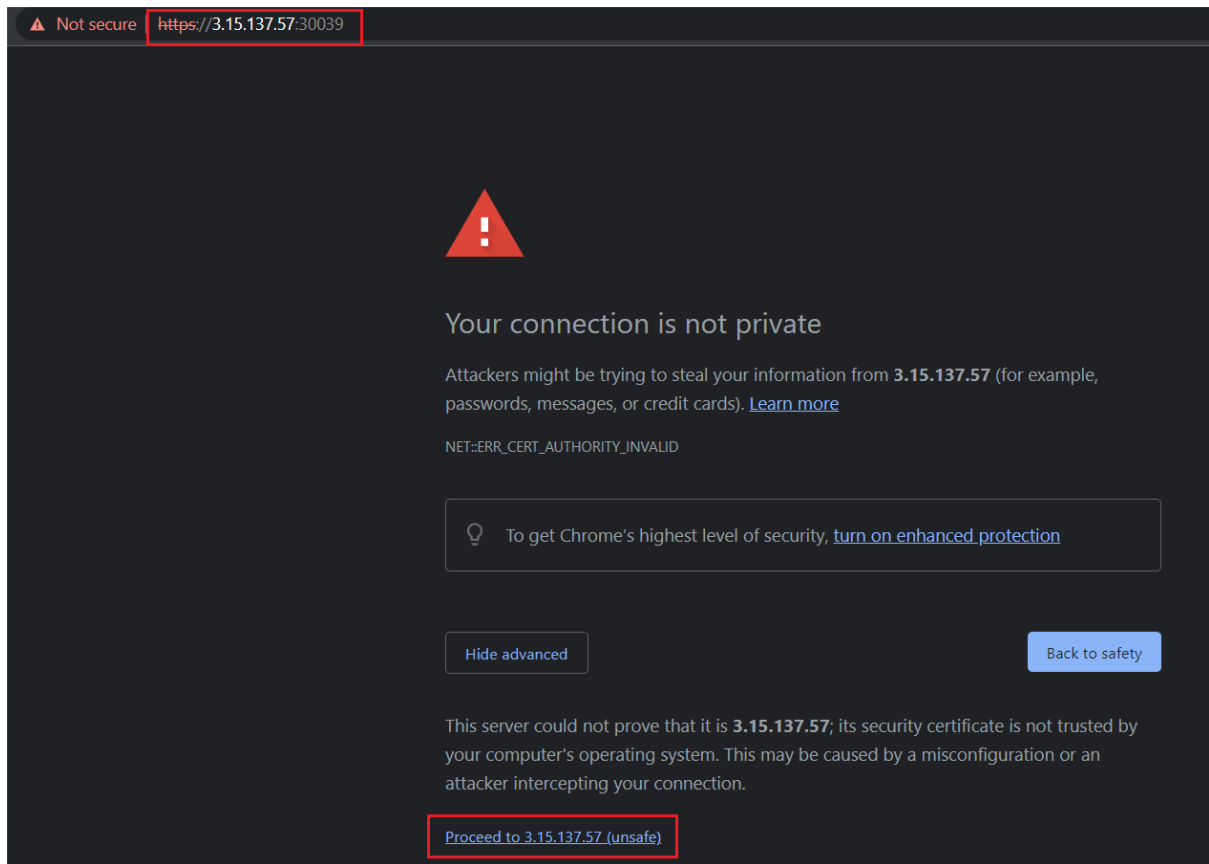 Not secure https://3.15.137.57:30039
Your connection is not private
Attackers might be trying to steal your information from 3.15.137.57 (for example,
passwords, messages, or credit cards). Learn more
NET::ERR_CERT_AUTHORITY_INVALID
To get Chrome's highest level of security, turn on enhanced protection
Hide advanced
Back to safety
This server could not prove that it is 3.15.137.57; its security certificate is not trusted by
your computer's operating system. This may be caused by a misconfiguration or an
attacker intercepting your connection.
Proceed to 3.15.137.57 (unsafe)